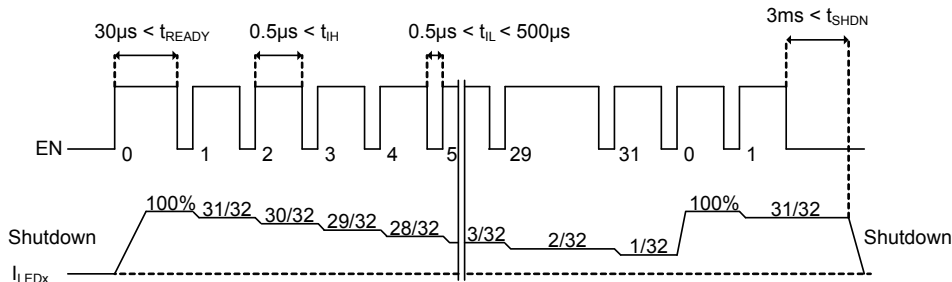 3ms < tSHDN
30µs < tREADY 0.5µs < tIH 0.5µs < tIL < 500µs
EN 0 1 2 3 4 5 29 31 0 1
100% 31/32 30/32 29/32 28/32 3/32 2/32 1/32 100% 31/32
Shutdown Shutdown
ILEDx